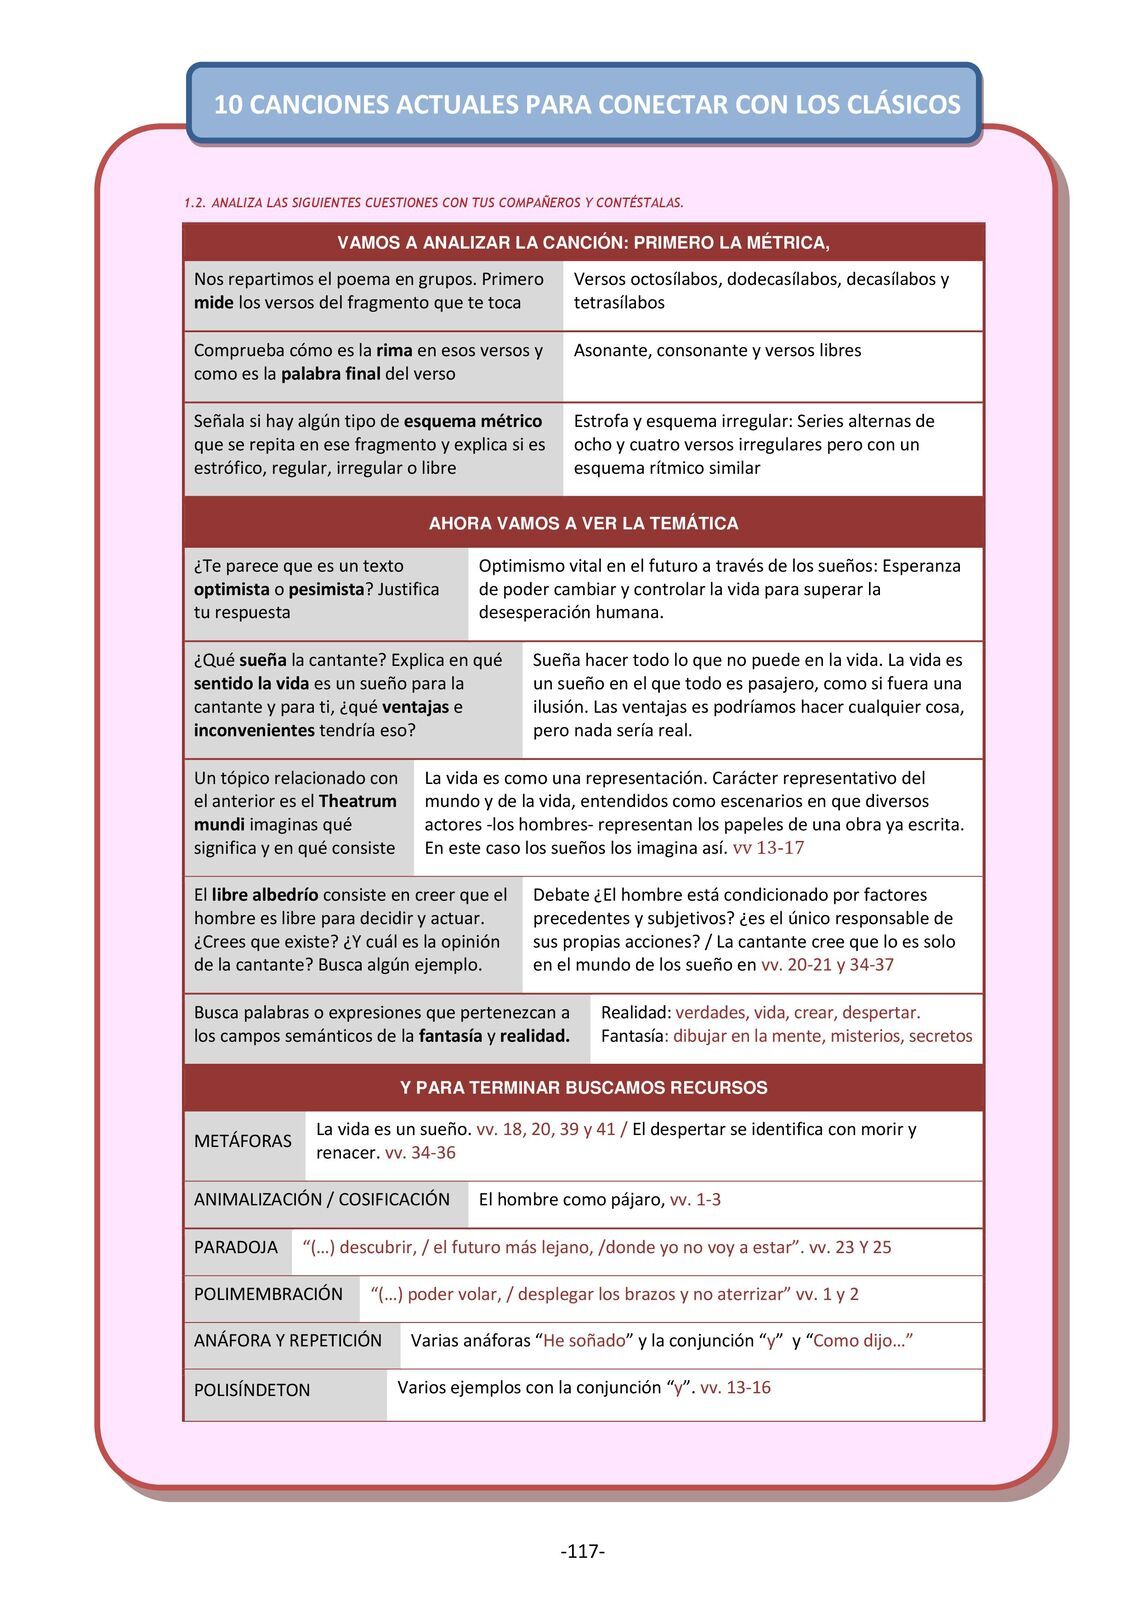 10 CANCIONES ACTUALES PARA CONECTAR CON LOS CLÁSICOS
1.2. ANALIZA LAS SIGUIENTES CUESTIONES CON TUS COMPAÑEROS Y CONTÉSTALAS.
VAMOS A ANALIZAR LA CANCIÓN: PRIMERO LA MÉTRICA,
Nos repartimos el poema en grupos. Primero
mide los versos del fragmento que te toca
Versos octosílabos, dodecasílabos, decasílabos y
tetrasílabos
Comprueba cómo es la rima en esos versos y
como es la palabra final del verso
Asonante, consonante y versos libres
Señala si hay algún tipo de esquema métrico
que se repita en ese fragmento y explica si es
estrófico, regular, irregular o libre
Estrofa y esquema irregular: Series alternas de
ocho y cuatro versos irregulares pero con un
esquema rítmico similar
AHORA VAMOS A VER LA TEMÁTICA
¿Te parece que es un texto
optimista o pesimista? Justifica
tu respuesta
Optimismo vital en el futuro a través de los sueños: Esperanza
de poder cambiar y controlar la vida para superar la
desesperación humana.
¿Qué sueña la cantante? Explica en qué
sentido la vida es un sueño para la
cantante y para ti, ¿qué ventajas e
inconvenientes tendría eso?
Sueña hacer todo lo que no puede en la vida. La vida es
un sueño en el que todo es pasajero, como si fuera una
ilusión. Las ventajas es podríamos hacer cualquier cosa,
pero nada sería real.
Un tópico relacionado con
el anterior es el Theatrum
mundi imaginas qué
significa y en qué consiste
La vida es como una representación. Carácter representativo del
mundo y de la vida, entendidos como escenarios en que diversos
actores -los hombres- representan los papeles de una obra ya escrita.
En este caso los sueños los imagina así. vv 13-17
El libre albedrío consiste en creer que el
hombre es libre para decidir y actuar.
¿Crees que existe? ¿Y cuál es la opinión
de la cantante? Busca algún ejemplo.
Debate ¿El hombre está condicionado por factores
precedentes y subjetivos? ¿es el único responsable de
sus propias acciones? / La cantante cree que lo es solo
en el mundo de los sueño en vv. 20-21 y 34-37
Busca palabras o expresiones que pertenezcan a
los campos semánticos de la fantasía y realidad.
Realidad: verdades, vida, crear, despertar.
Fantasía: dibujar en la mente, misterios, secretos
Y PARA TERMINAR BUSCAMOS RECURSOS
METÁFORAS
La vida es un sueño. vv. 18, 20, 39 y 41 / El despertar se identifica con morir y
renacer. vv. 34-36
ANIMALIZACIÓN / COSIFICACIÓN
El hombre como pájaro, vv. 1-3
PARADOJA
“(...) descubrir, / el futuro más lejano, /donde yo no voy a estar”. vv. 23 Y 25
POLIMEMBRACIÓN
“(...) poder volar, / desplegar los brazos y no aterrizar” vv. 1 y 2
ANÁFORA Y REPETICIÓN
Varias anáforas “He soñado” y la conjunción “y” y “Como dijo...”
POLISÍNDETON
Varios ejemplos con la conjunción “y”. vv. 13-16
-117-